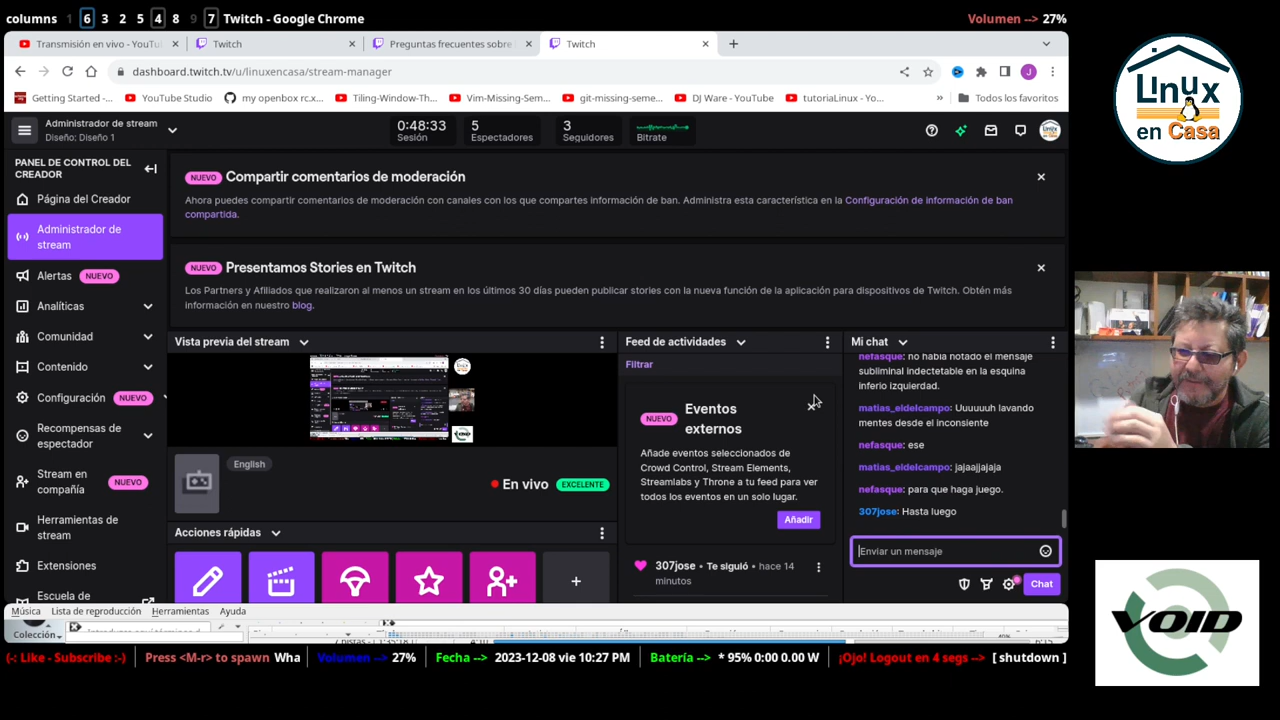 columns 1 6 3 2 5 4 8 9 7 Twitch - Google Chrome Volumen --> 27%
Transmisión en vivo - YouTu Twitch Preguntas frecuentes sobre Twitch
dashboard.twitch.tv/u/linuxencasa/stream-manager
Getting Started -... YouTube Studio my openbox rc.x... Tiling-Window-Th... Vim-Missing-Sem... git-missing-seme... DJ Ware - YouTube tutoriaLinux - Yo... » Todos los favoritos
Linux
en Casa
Administrador de stream
Diseño: Diseño 1
0:48:33
Sesión
5
Espectadores
3
Seguidores
Bitrate
PANEL DE CONTROL DEL
CREADOR
Página del Creador
Administrador de
stream
Alertas NUEVO
Analíticas
Comunidad
Contenido
Configuración NUEVO
Recompensas de
espectador
Stream en
compañía NUEVO
Herramientas de
stream
Extensiones
Escuela de
NUEVO Compartir comentarios de moderación
Ahora puedes compartir comentarios de moderación con canales con los que compartes información de ban. Administra esta característica en la Configuración de información de ban
compartida.
NUEVO Presentamos Stories en Twitch
Los Partners y Afiliados que realizaron al menos un stream en los últimos 30 días pueden publicar stories con la nueva función de la aplicación para dispositivos de Twitch. Obtén más
información en nuestro blog.
Vista previa del stream
English
En vivo EXCELENTE
Acciones rápidas
Feed de actividades
Filtrar
NUEVO Eventos
externos
Añade eventos seleccionados de
Crowd Control, Stream Elements,
Streamlabs y Throne a tu feed para ver
todos los eventos en un solo lugar.
Añadir
307jose • Te siguió • hace 14
minutos
Mi chat
nefasque: no habia notado el mensaje
subliminal indectetable en la esquina
inferio izquierdad.
matias_eidelcampo: Uuuuuuh lavando
mentes desde el inconsiente
nefasque: ese
matias_eidelcampo: jajaajjajaja
nefasque: para que haga juego.
307jose: Hasta luego
Enviar un mensaje
Chat
Música Lista de reproducción Herramientas Ayuda
Colección
VOID
(-: Like - Subscribe :-) Press <M-r> to spawn Wha Volumen --> 27% Fecha --> 2023-12-08 vie 10:27 PM Batería --> * 95% 0:00 0.00 W ¡Ojo! Logout en 4 segs --> [ shutdown ]